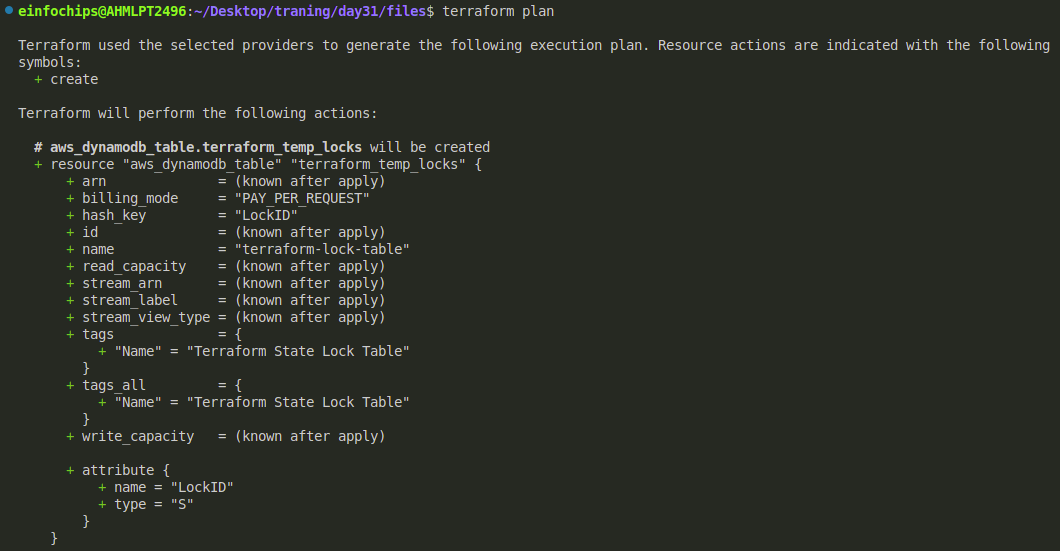 einfochips@AHMLPT2496:~/Desktop/traning/day31/files$ terraform plan
Terraform used the selected providers to generate the following execution plan. Resource actions are indicated with the following
symbols:
  + create
Terraform will perform the following actions:
  # aws_dynamodb_table.terraform_temp_locks will be created
  + resource "aws_dynamodb_table" "terraform_temp_locks" {
      + arn              = (known after apply)
      + billing_mode     = "PAY_PER_REQUEST"
      + hash_key         = "LockID"
      + id               = (known after apply)
      + name             = "terraform-lock-table"
      + read_capacity    = (known after apply)
      + stream_arn       = (known after apply)
      + stream_label     = (known after apply)
      + stream_view_type = (known after apply)
      + tags             = {
          + "Name" = "Terraform State Lock Table"
        }
      + tags_all         = {
          + "Name" = "Terraform State Lock Table"
        }
      + write_capacity   = (known after apply)
      + attribute {
          + name = "LockID"
          + type = "S"
        }
    }